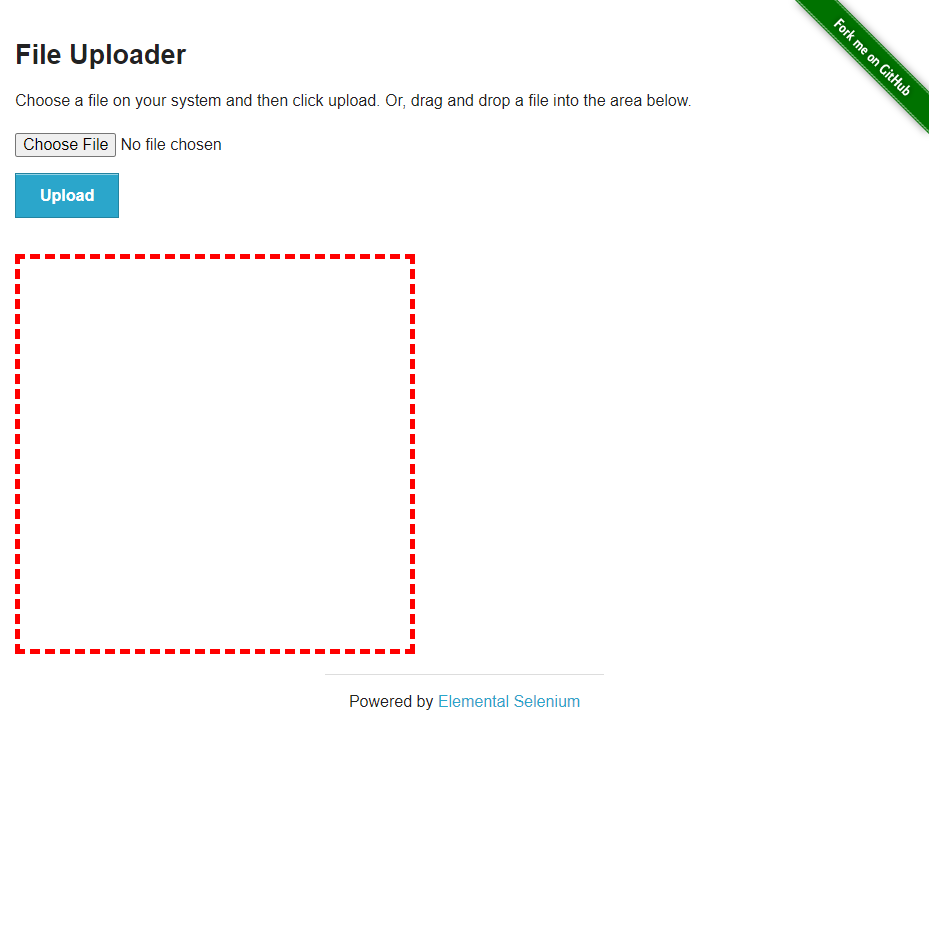 Fork me on GitHub
File Uploader
Choose a file on your system and then click upload. Or, drag and drop a file into the area below.
Choose File No file chosen
Upload
Powered by Elemental Selenium